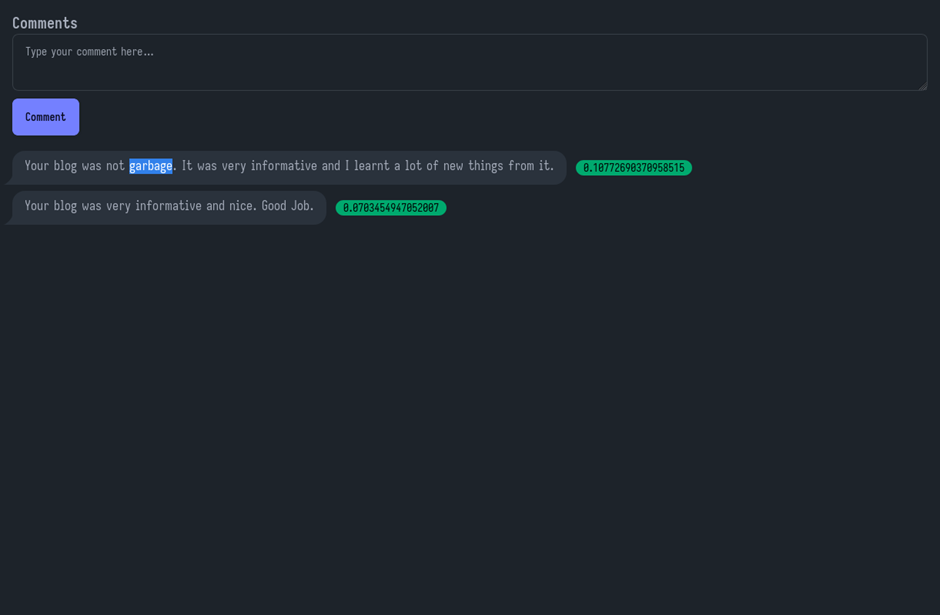 Comments
Type your comment here...
Comment
Your blog was not garbage. It was very informative and I learnt a lot of new things from it. 0.10772690370958515
Your blog was very informative and nice. Good Job. 0.0703454947052007